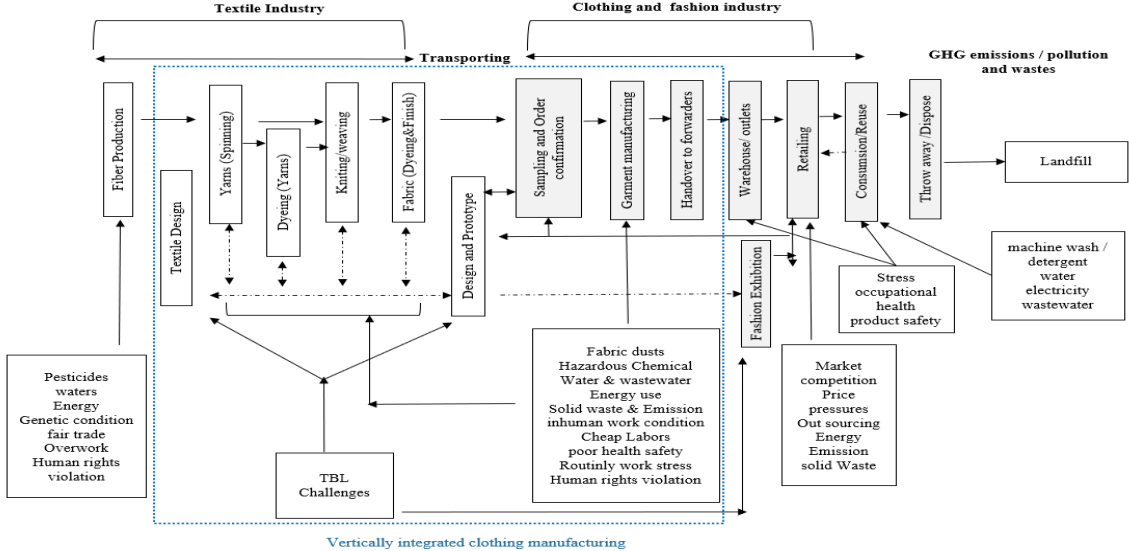 Textile Industry
Clothing and fashion industry
Transporting
GHG emissions / pollution
and wastes
Fiber Production
Textile Design
Yarns (Spinning)
Dyeing (Yarns)
Kniting/weaving
Fabric (Dyeing&Finish)
Design and Prototype
Sampling and Order
confirmation
Garment manufacturing
Handover to forwarders
Warehouse/ outlets
Fashion Exhibition
Retailing
Consumsion/Reuse
Throw away /Dispose
Landfill
machine wash /
detergent
water
electricity
wastewater
Stress
occupational
health
product safety
Pesticides
waters
Energy
Genetic condition
fair trade
Overwork
Human rights
violation
TBL
Challenges
Fabric dusts
Hazardous Chemical
Water & wastewater
Energy use
Solid waste & Emission
inhuman work condition
Cheap Labors
poor health safety
Routinly work stress
Human rights violation
Market
competition
Price
pressures
Out sourcing
Energy
Emission
solid Waste
Vertically integrated clothing manufacturing